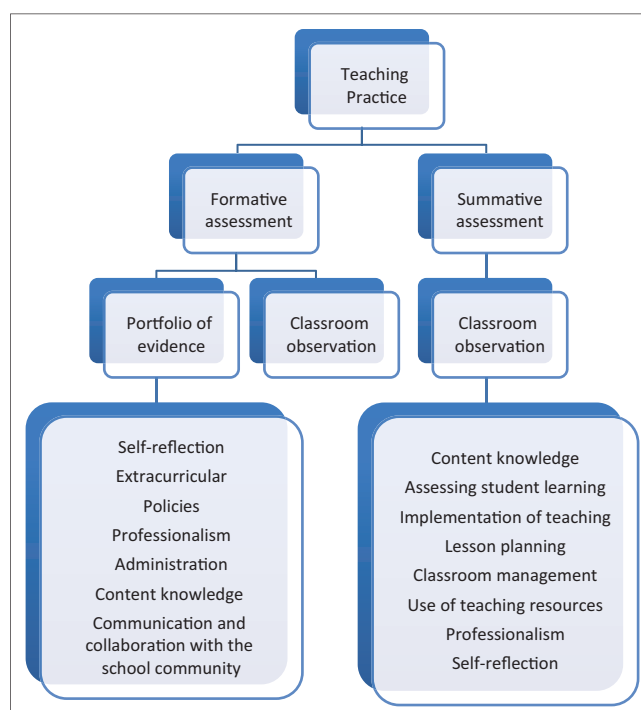 Teaching
Practice
Formative
assessment
Summative
assessment
Portfolio of
evidence
Classroom
observation
Classroom
observation
Self-reflection
Extracurricular
Policies
Professionalism
Administration
Content knowledge
Communication and
collaboration with the
school community
Content knowledge
Assessing student learning
Implementation of teaching
Lesson planning
Classroom management
Use of teaching resources
Professionalism
Self-reflection